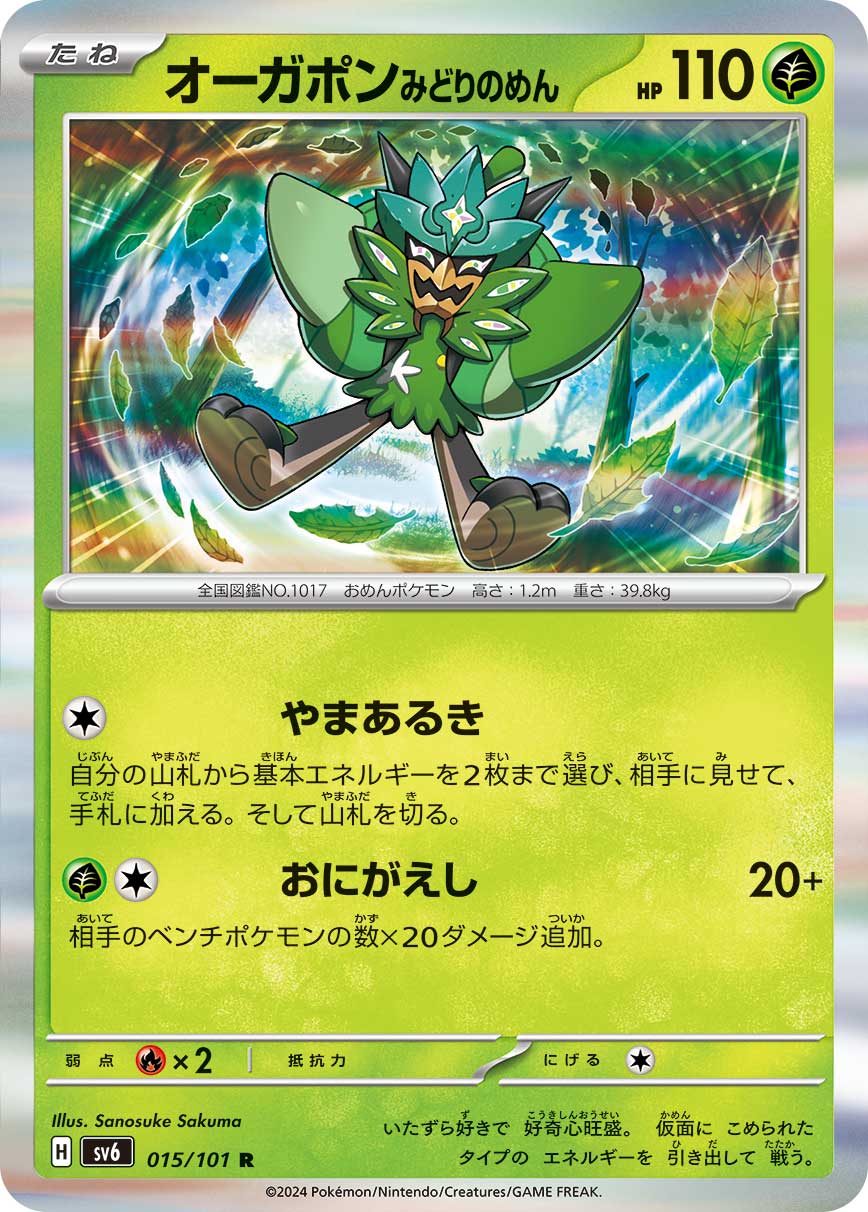 たね
オーガポンみどりのめん HP 110
全国図鑑NO.1017 おめんポケモン 高さ:1.2m 重さ:39.8kg
やまあるき
自分の山札から基本エネルギーを2枚まで選び、相手に見せて、
手札に加える。そして山札を切る。
おにがえし 20+
相手のベンチポケモンの数×20ダメージ追加。
弱点 ×2 抵抗力 にげる
Illus. Sanosuke Sakuma
いたずら好きで 好奇心旺盛。 仮面に こめられた
タイプの エネルギーを 引き出して 戦う。
H sv6 015/101 R
©2024 Pokémon/Nintendo/Creatures/GAME FREAK.